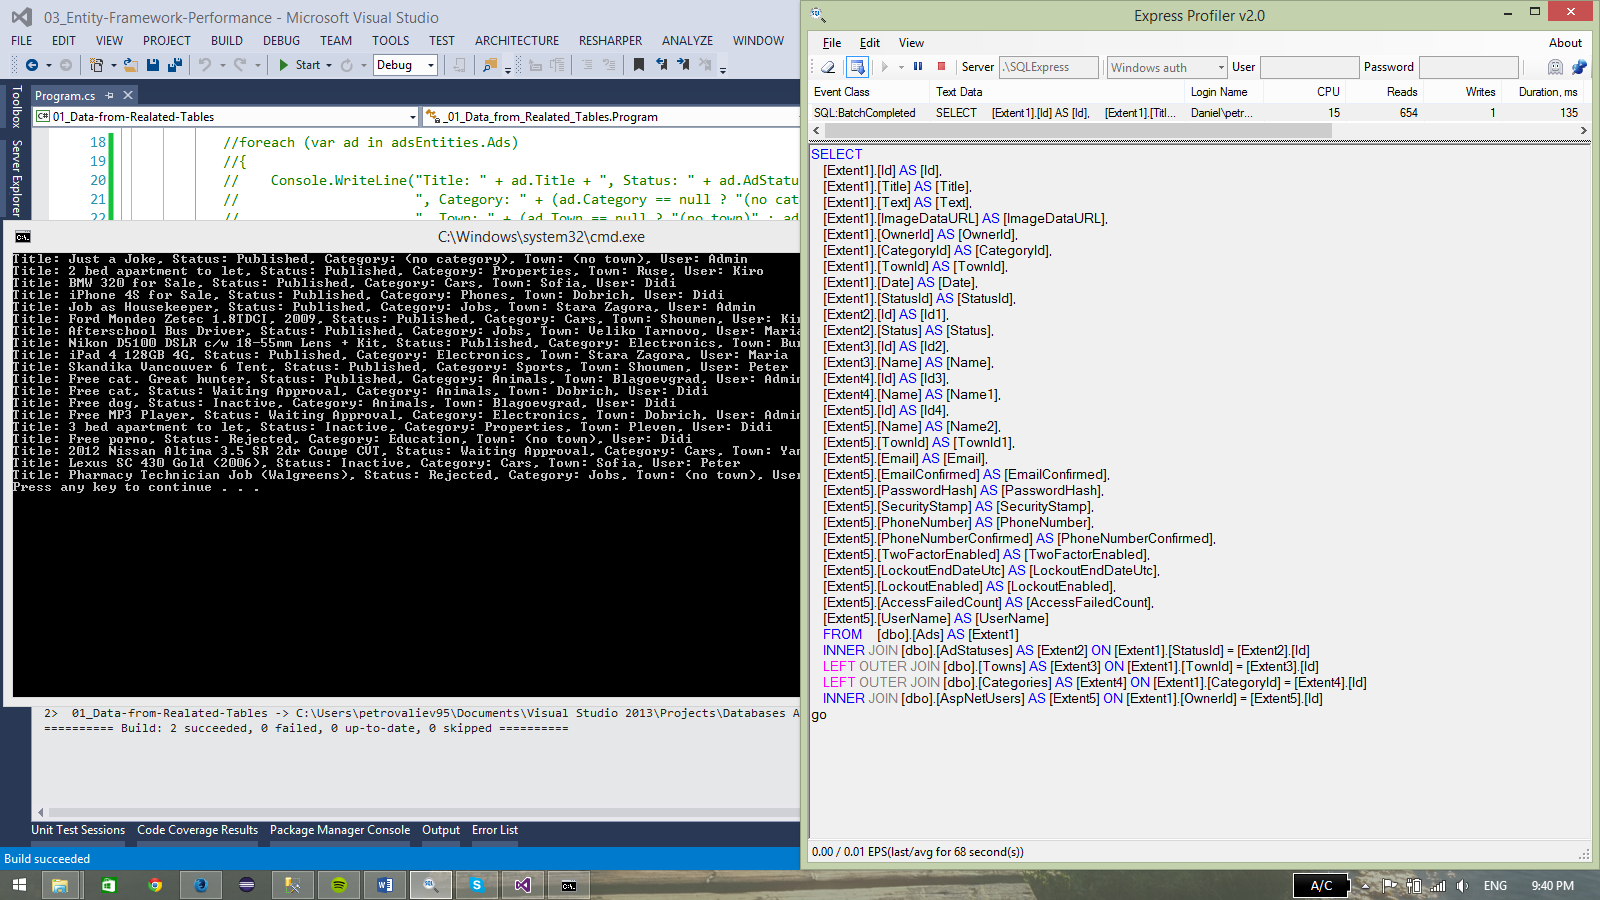 03_Entity-Framework-Performance - Microsoft Visual Studio
FILE EDIT VIEW PROJECT BUILD DEBUG TEAM TOOLS TEST ARCHITECTURE RESHARPER ANALYZE WINDOW
Start Debug
Toolbox
Server Explorer
Program.cs
01_Data-from-Realated-Tables
_01_Data_from_Realated_Tables.Program
18 //foreach (var ad in adsEntities.Ads)
19 //{
20 // Console.WriteLine("Title: " + ad.Title + ", Status: " + ad.AdStatu
21 // ", Category: " + (ad.Category == null ? "(no cat
22 // ", Town: " + (ad.Town == null ? "(no town)" : ad
C:\Windows\system32\cmd.exe
Title: Just a Joke, Status: Published, Category: (no category), Town: (no town), User: Admin
Title: 2 bed apartment to let, Status: Published, Category: Properties, Town: Ruse, User: Kiro
Title: BMW 320 for Sale, Status: Published, Category: Cars, Town: Sofia, User: Didi
Title: iPhone 4S for Sale, Status: Published, Category: Phones, Town: Dobrich, User: Didi
Title: Job as Housekeeper, Status: Published, Category: Jobs, Town: Stara Zagora, User: Admin
Title: Ford Mondeo Zetec 1.8TDCI, 2009, Status: Published, Category: Cars, Town: Shoumen, User: Kir
Title: Afterschool Bus Driver, Status: Published, Category: Jobs, Town: Veliko Tarnovo, User: Maria
Title: Nikon D5100 DSLR c/w 18-55mm Lens + Kit, Status: Published, Category: Electronics, Town: Bur
Title: iPad 4 128GB 4G, Status: Published, Category: Electronics, Town: Stara Zagora, User: Maria
Title: Skandika Vancouver 6 Tent, Status: Published, Category: Sports, Town: Shoumen, User: Peter
Title: Free cat. Great hunter, Status: Published, Category: Animals, Town: Blagoevgrad, User: Admin
Title: Free cat, Status: Waiting Approval, Category: Animals, Town: Dobrich, User: Didi
Title: Free dog, Status: Inactive, Category: Animals, Town: Blagoevgrad, User: Didi
Title: Free MP3 Player, Status: Waiting Approval, Category: Electronics, Town: Dobrich, User: Admin
Title: 3 bed apartment to let, Status: Inactive, Category: Properties, Town: Pleven, User: Didi
Title: Free porno, Status: Rejected, Category: Education, Town: (no town), User: Didi
Title: 2012 Nissan Altima 3.5 SR 2dr Coupe CVT, Status: Waiting Approval, Category: Cars, Town: Yam
Title: Lexus SC 430 Gold (2006), Status: Inactive, Category: Cars, Town: Sofia, User: Peter
Title: Pharmacy Technician Job (Walgreens), Status: Rejected, Category: Jobs, Town: (no town), User
Press any key to continue . . .
2> 01_Data-from-Realated-Tables -> C:\Users\petrovaliev95\Documents\Visual Studio 2013\Projects\Databases A
========== Build: 2 succeeded, 0 failed, 0 up-to-date, 0 skipped ==========
Unit Test Sessions Code Coverage Results Package Manager Console Output Error List
Build succeeded
Express Profiler v2.0
File Edit View About
Server .\SQLExpress Windows auth User Password
Event Class Text Data Login Name CPU Reads Writes Duration, ms
SQL:BatchCompleted SELECT [Extent1].[Id] AS [Id], [Extent1].[Titl... Daniel\petr... 15 654 1 135
SELECT
[Extent1].[Id] AS [Id],
[Extent1].[Title] AS [Title],
[Extent1].[Text] AS [Text],
[Extent1].[ImageDataURL] AS [ImageDataURL],
[Extent1].[OwnerId] AS [OwnerId],
[Extent1].[CategoryId] AS [CategoryId],
[Extent1].[TownId] AS [TownId],
[Extent1].[Date] AS [Date],
[Extent1].[StatusId] AS [StatusId],
[Extent2].[Id] AS [Id1],
[Extent2].[Status] AS [Status],
[Extent3].[Id] AS [Id2],
[Extent3].[Name] AS [Name],
[Extent4].[Id] AS [Id3],
[Extent4].[Name] AS [Name1],
[Extent5].[Id] AS [Id4],
[Extent5].[Name] AS [Name2],
[Extent5].[TownId] AS [TownId1],
[Extent5].[Email] AS [Email],
[Extent5].[EmailConfirmed] AS [EmailConfirmed],
[Extent5].[PasswordHash] AS [PasswordHash],
[Extent5].[SecurityStamp] AS [SecurityStamp],
[Extent5].[PhoneNumber] AS [PhoneNumber],
[Extent5].[PhoneNumberConfirmed] AS [PhoneNumberConfirmed],
[Extent5].[TwoFactorEnabled] AS [TwoFactorEnabled],
[Extent5].[LockoutEndDateUtc] AS [LockoutEndDateUtc],
[Extent5].[LockoutEnabled] AS [LockoutEnabled],
[Extent5].[AccessFailedCount] AS [AccessFailedCount],
[Extent5].[UserName] AS [UserName]
FROM [dbo].[Ads] AS [Extent1]
INNER JOIN [dbo].[AdStatuses] AS [Extent2] ON [Extent1].[StatusId] = [Extent2].[Id]
LEFT OUTER JOIN [dbo].[Towns] AS [Extent3] ON [Extent1].[TownId] = [Extent3].[Id]
LEFT OUTER JOIN [dbo].[Categories] AS [Extent4] ON [Extent1].[CategoryId] = [Extent4].[Id]
INNER JOIN [dbo].[AspNetUsers] AS [Extent5] ON [Extent1].[OwnerId] = [Extent5].[Id]
go
0.00 / 0.01 EPS(last/avg for 68 second(s))
A/C ENG 9:40 PM